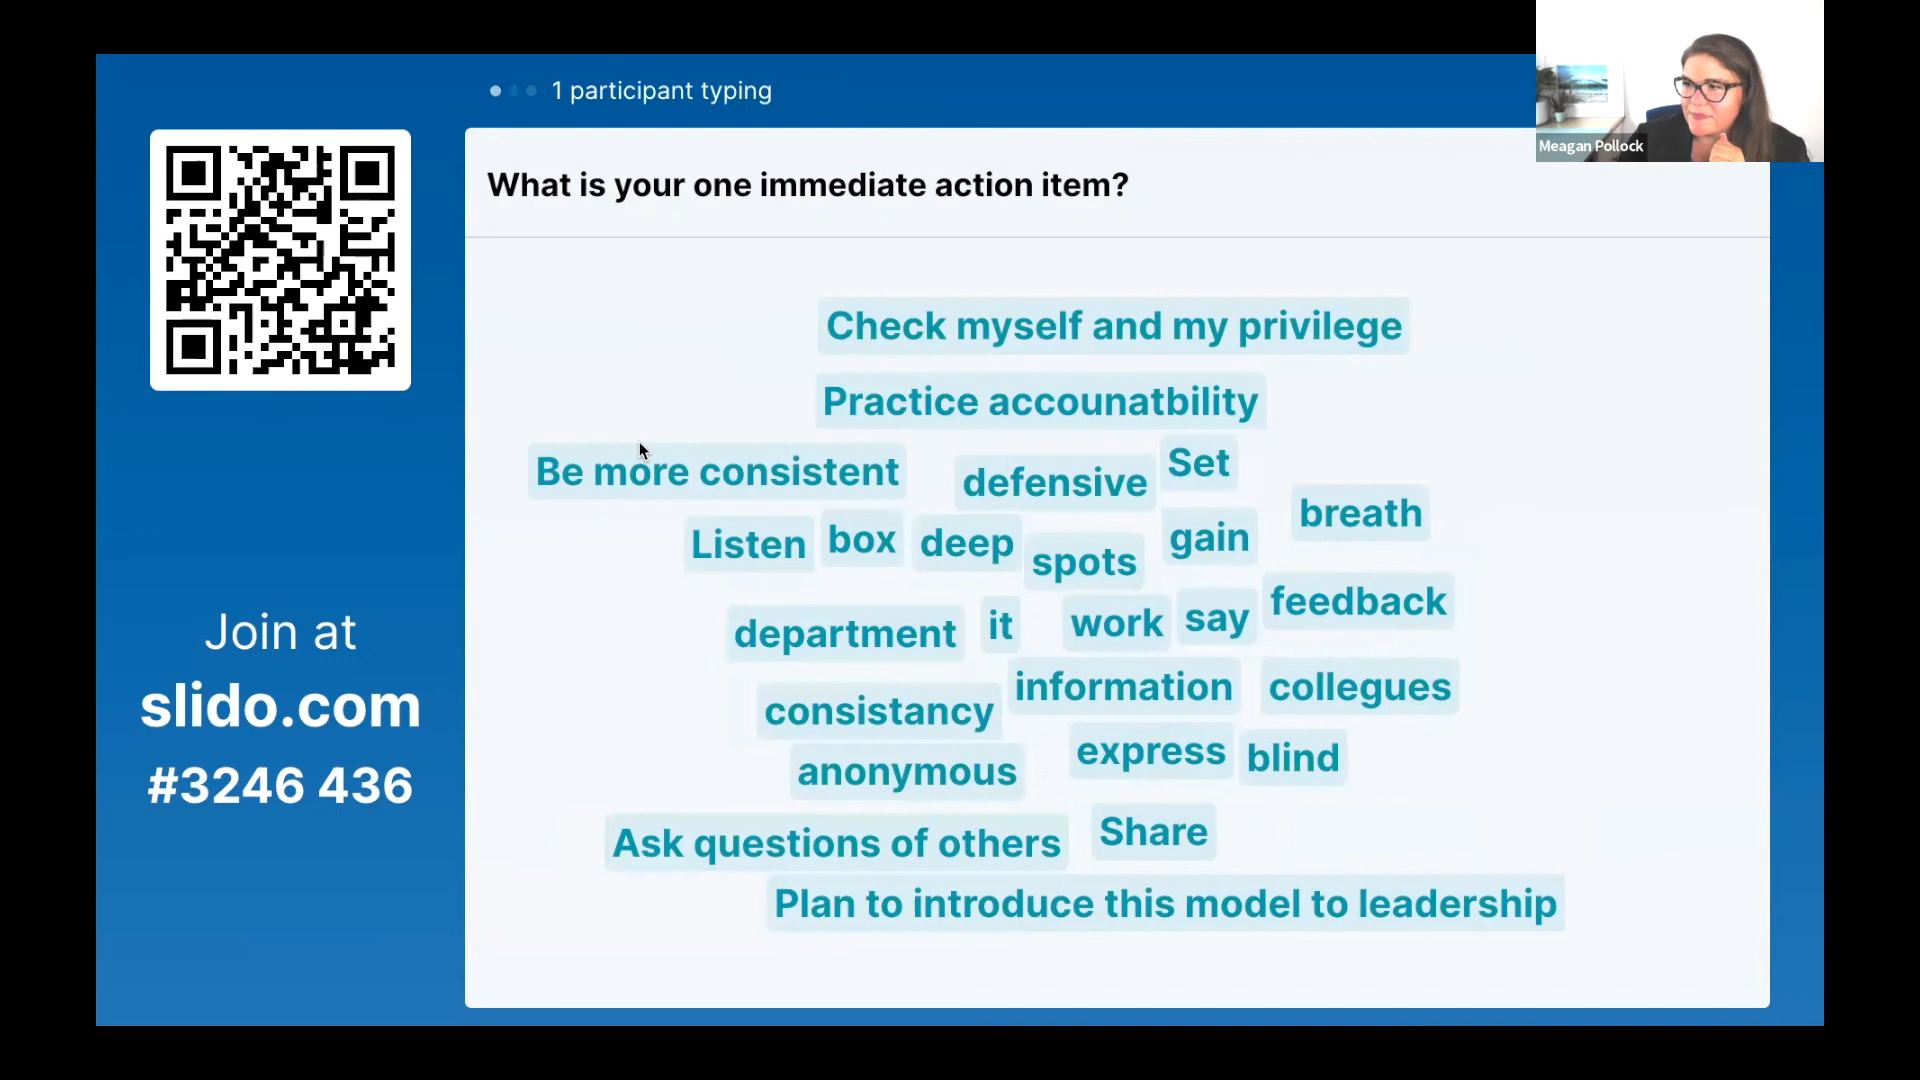 1 participant typing
Meagan Pollock
What is your one immediate action item?
Check myself and my privilege
Practice accounatbility
Be more consistent
defensive
Set
breath
Listen
box
deep
spots
gain
department
it
work
say
feedback
consistancy
information
collegues
anonymous
express
blind
Ask questions of others
Share
Plan to introduce this model to leadership
Join at
slido.com
#3246 436